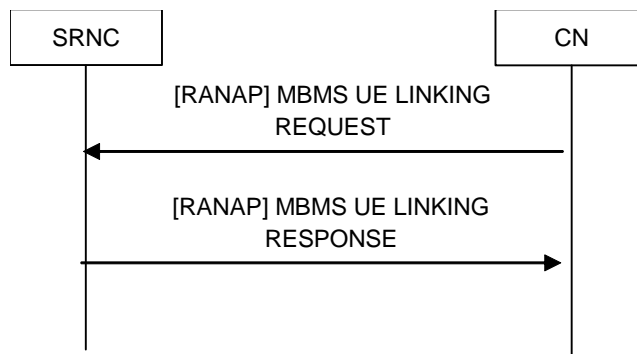 SRNC
CN
[RANAP] MBMS UE LINKING
REQUEST
[RANAP] MBMS UE LINKING
RESPONSE